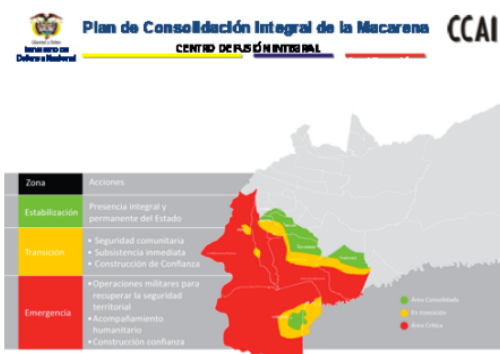 Plan de Consolidación Integral de la Macarena
CCAI
Libertad y Orden
Ministerio de
Defensa Nacional
CENTRO DE FUSIÓN INTEGRAL
Zona
Acciones
Estabilización
Presencia integral y
permanente del Estado
Transición
• Seguridad comunitaria
• Subsistencia inmediata
• Construcción de Confianza
Emergencia
•Operaciones militares para
recuperar la seguridad
territorial
•Acompañamiento
humanitario
•Construcción confianza
Área Consolidada
En transición
Área Crítica